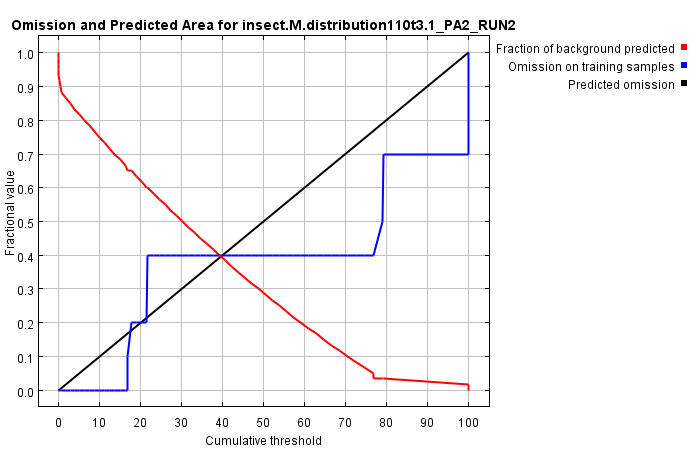 Omission and Predicted Area for insect.M.distribution110t3.1_PA2_RUN2
Fraction of background predicted
Omission on training samples
Predicted omission
Fractional value
1.0
0.9
0.8
0.7
0.6
0.5
0.4
0.3
0.2
0.1
0.0
0 10 20 30 40 50 60 70 80 90 100
Cumulative threshold